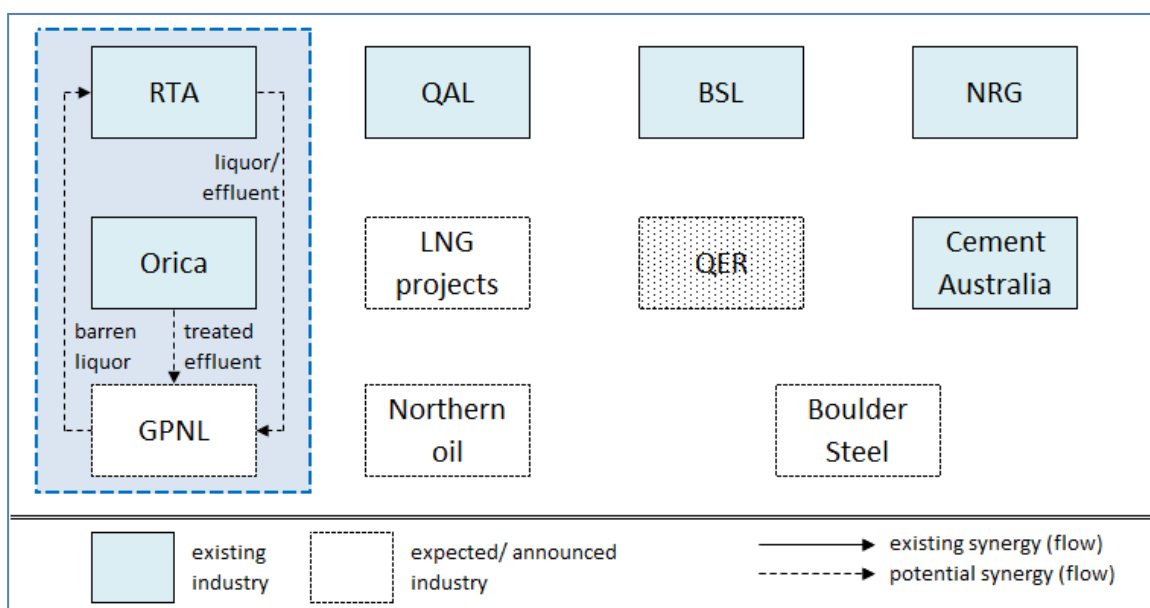 RTA
QAL
BSL
NRG
liquor/
effluent
Orica
LNG
projects
QER
Cement
Australia
barren
liquor
treated
effluent
GPNL
Northern
oil
Boulder
Steel
existing
industry
expected/ announced
industry
existing synergy (flow)
potential synergy (flow)